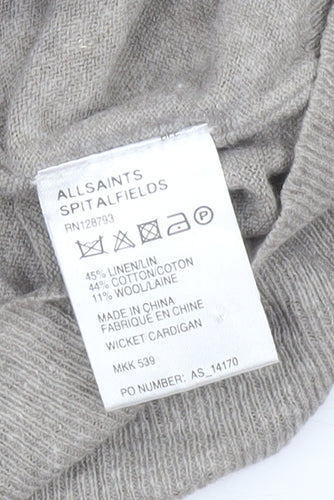 ALLSAINTS
SPITALFIELDS
RN128793
P
45% LINEN/LIN
44% COTTON/COTON
11% WOOL/LAINE
MADE IN CHINA
FABRIQUÉ EN CHINE
WICKET CARDIGAN
MKK 539
PO NUMBER: AS_14170